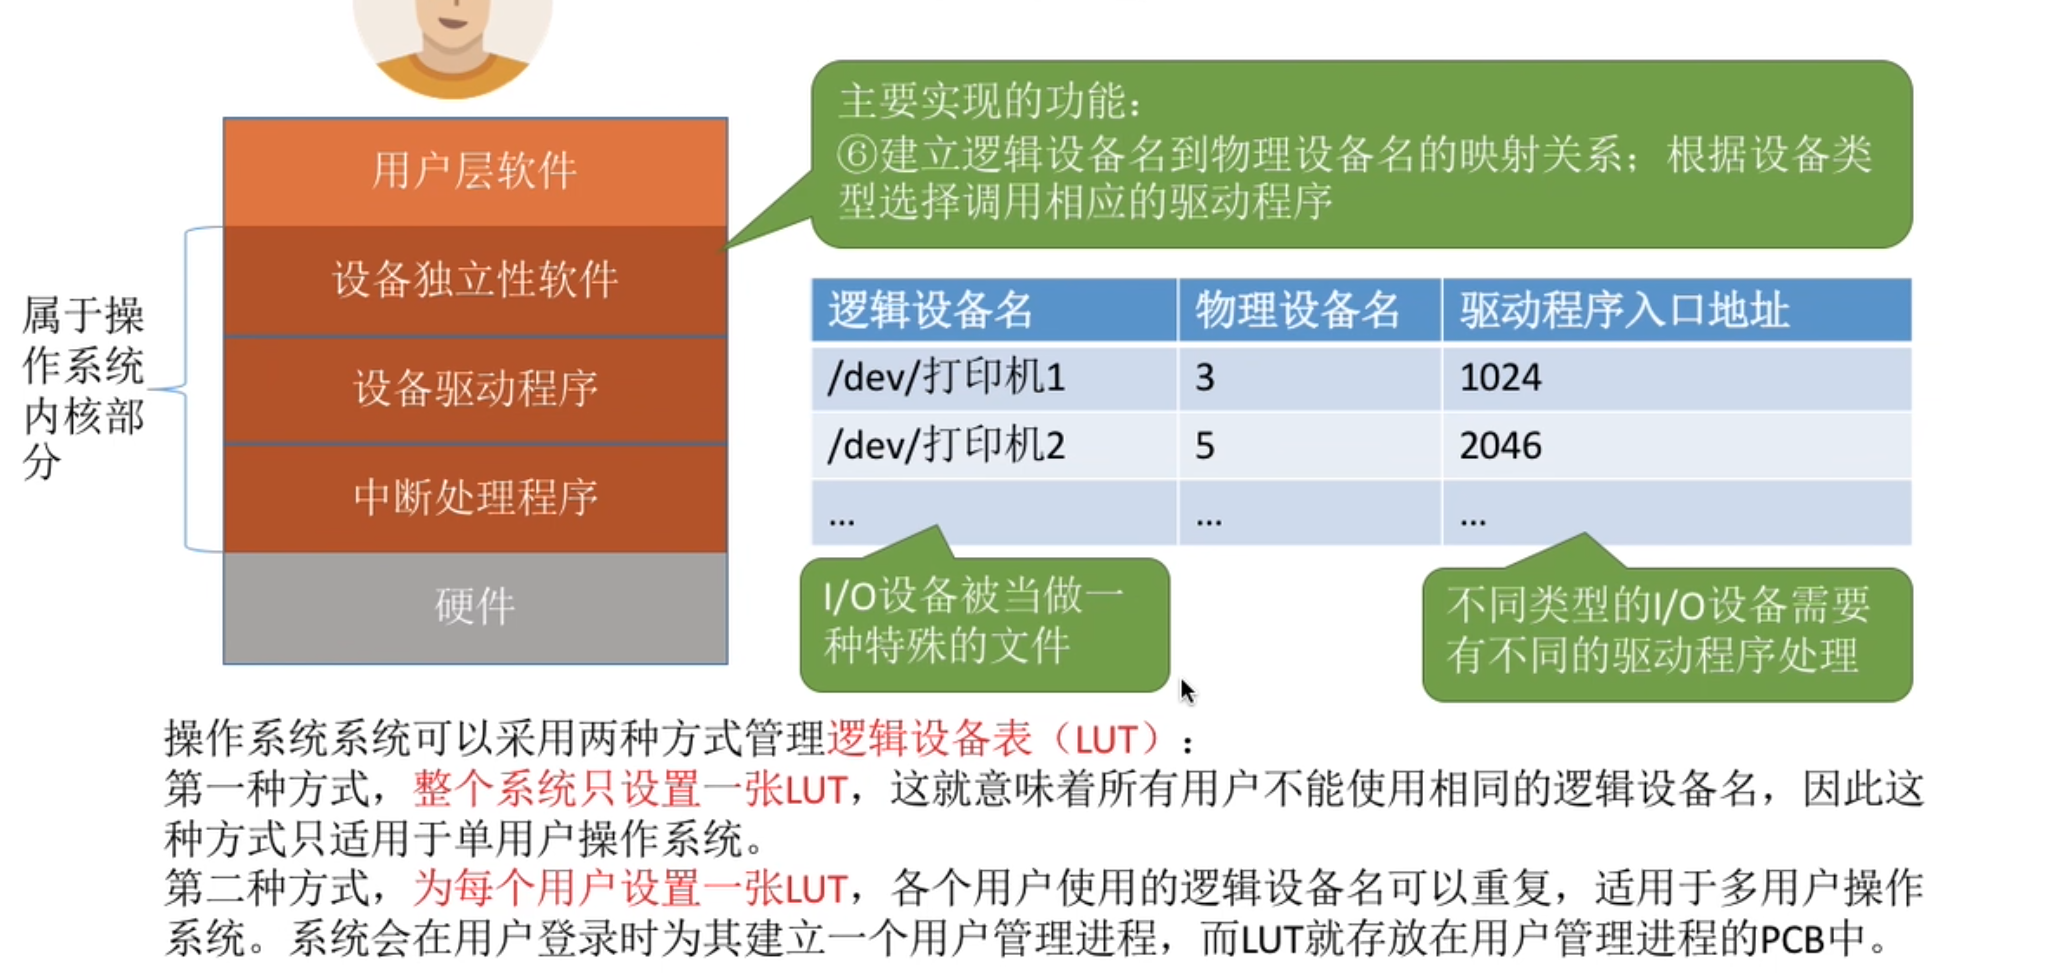 主要实现的功能：
⑥建立逻辑设备名到物理设备名的映射关系；根据设备类
型选择调用相应的驱动程序
用户层软件
设备独立性软件
设备驱动程序
中断处理程序
硬件
属于操
作系统
内核部
分
逻辑设备名 物理设备名 驱动程序入口地址
/dev/打印机1 3 1024
/dev/打印机2 5 2046
... ... ...
I/O设备被当做一
种特殊的文件
不同类型的I/O设备需要
有不同的驱动程序处理
操作系统系统可以采用两种方式管理逻辑设备表（LUT）：
第一种方式，整个系统只设置一张LUT，这就意味着所有用户不能使用相同的逻辑设备名，因此这
种方式只适用于单用户操作系统。
第二种方式，为每个用户设置一张LUT，各个用户使用的逻辑设备名可以重复，适用于多用户操作
系统。系统会在用户登录时为其建立一个用户管理进程，而LUT就存放在用户管理进程的PCB中。